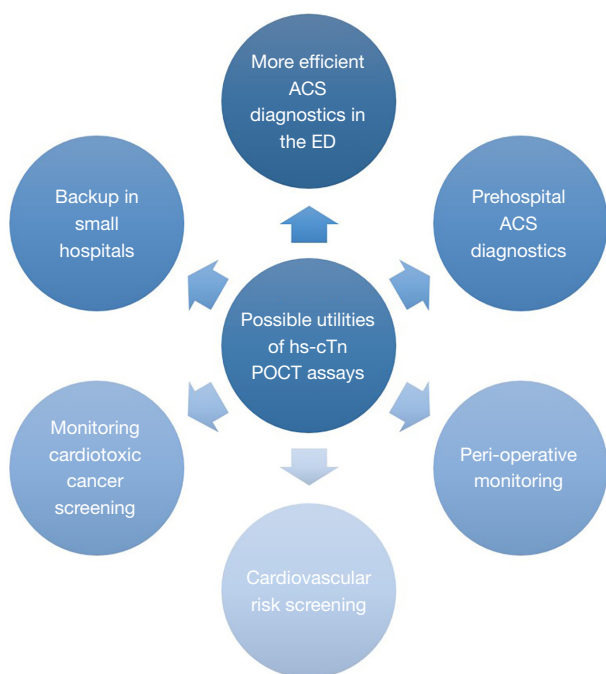 More efficient
ACS
diagnostics in
the ED
Backup in
small
hospitals
Prehospital
ACS
diagnostics
Possible utilities
of hs-cTn
POCT assays
Monitoring
cardiotoxic
cancer
screening
Peri-operative
monitoring
Cardiovascular
risk screening